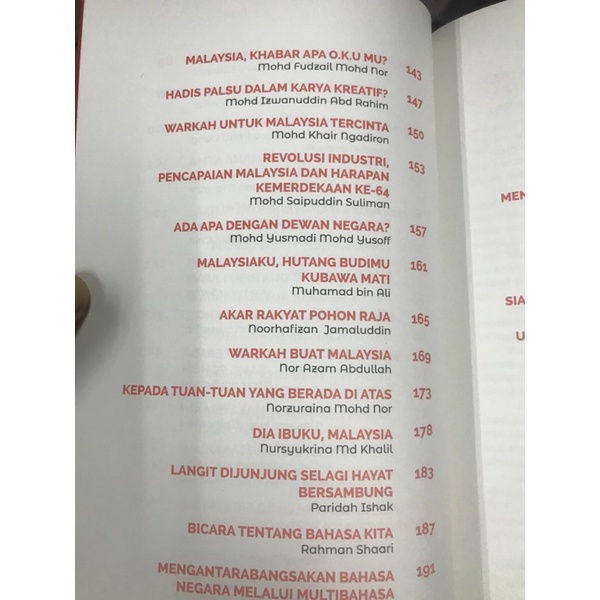 MALAYSIA, KHABAR APA O.K.U MU?
Mohd Fudzail Mohd Nor
143
HADIS PALSU DALAM KARYA KREATIF?
Mohd Izwanuddin Abd Rahim
147
WARKAH UNTUK MALAYSIA TERCINTA
Mohd Khair Ngadiron
150
REVOLUSI INDUSTRI,
PENCAPAIAN MALAYSIA DAN HARAPAN
KEMERDEKAAN KE-64
Mohd Saipuddin Suliman
153
ADA APA DENGAN DEWAN NEGARA?
Mohd Yusmadi Mohd Yusoff
157
MALAYSIAKU, HUTANG BUDIMU
KUBAWA MATI
Muhamad bin Ali
161
AKAR RAKYAT POHON RAJA
Noorhafizan Jamaluddin
165
WARKAH BUAT MALAYSIA
Nor Azam Abdullah
169
KEPADA TUAN-TUAN YANG BERADA DI ATAS
Norzuraina Mohd Nor
173
DIA IBUKU, MALAYSIA
Nursyukrina Md Khalil
178
LANGIT DIJUNJUNG SELAGI HAYAT
BERSAMBUNG
Paridah Ishak
183
BICARA TENTANG BAHASA KITA
Rahman Shaari
187
MENGANTARABANGSAKAN BAHASA
NEGARA MELALUI MULTIBAHASA
191
MEN
SIA
U